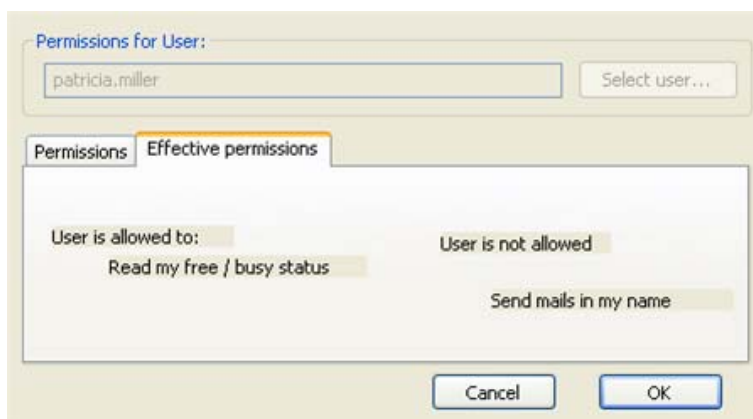 Permissions for User:
patricia.miller
Select user...
Permissions
Effective permissions
User is allowed to:
Read my free / busy status
User is not allowed
Send mails in my name
Cancel
OK